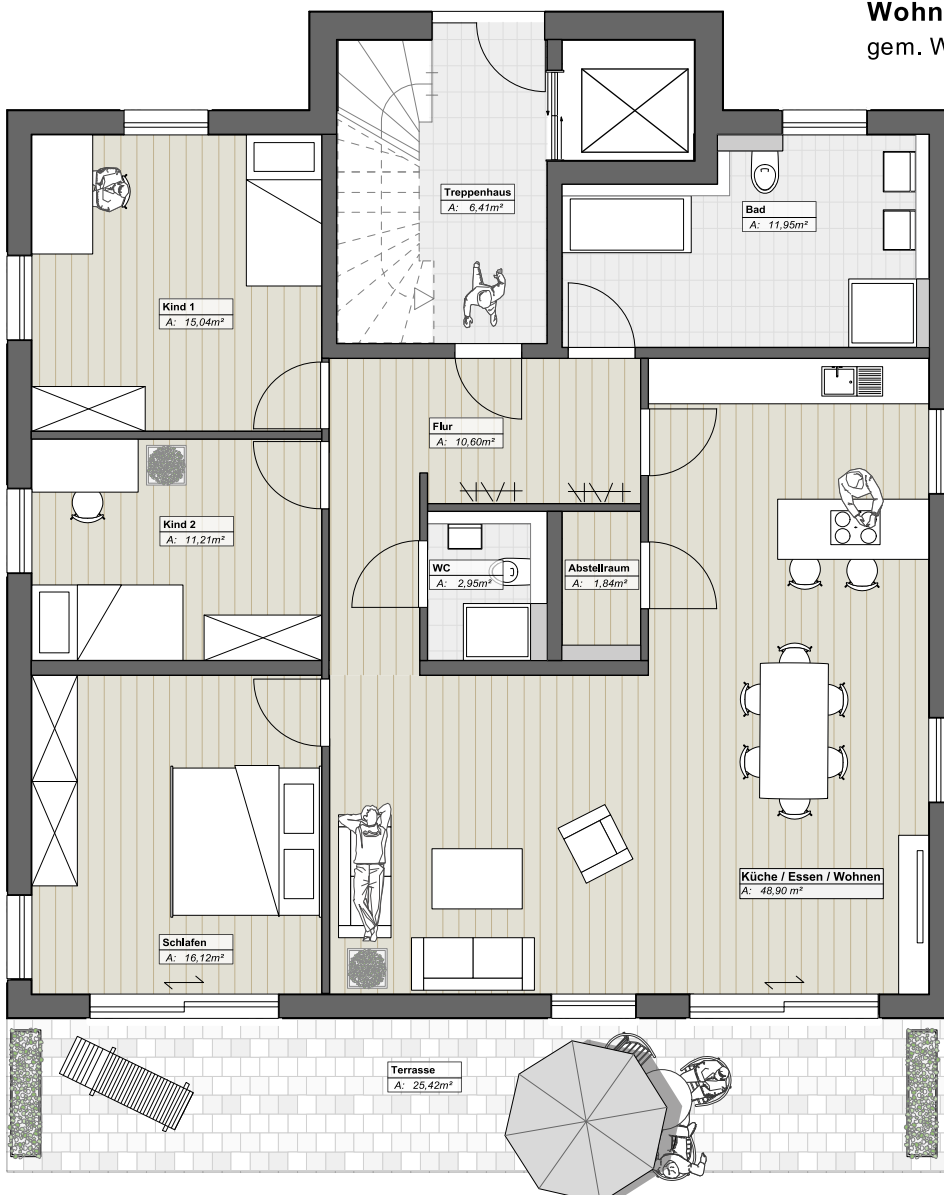 Wohn
gem. W
Treppenhaus
A: 6,41m²
Bad
A: 11,95m²
Kind 1
A: 15,04m²
Flur
A: 10,60m²
Kind 2
A: 11,21m²
WC
A: 2,95m²
Abstellraum
A: 1,84m²
Küche / Essen / Wohnen
A: 48,90 m²
Schlafen
A: 16,12m²
Terrasse
A: 25,42m²